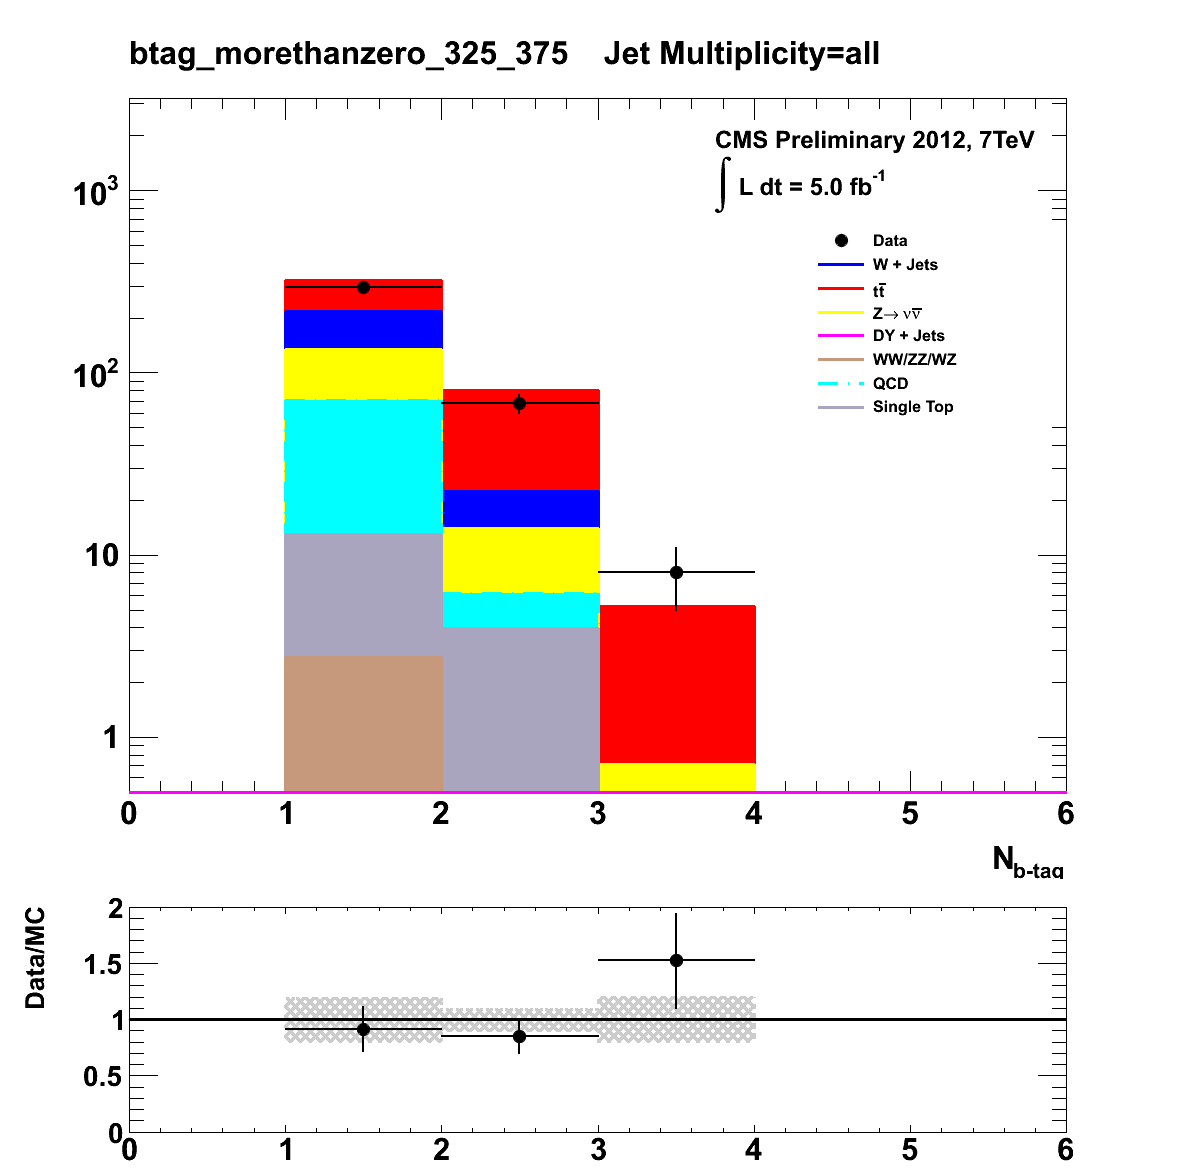 btag_morethanzero_325_375 Jet Multiplicity=all
CMS Preliminary 2012, 7TeV
∫ L dt = 5.0 fb⁻¹
Data
W + Jets
tt̅
Z→ νν̅
DY + Jets
WW/ZZ/WZ
QCD
Single Top
10³
10²
10
1
0 1 2 3 4 5 6
N_b-tag
Data/MC
2
1.5
1
0.5
0
0 1 2 3 4 5 6